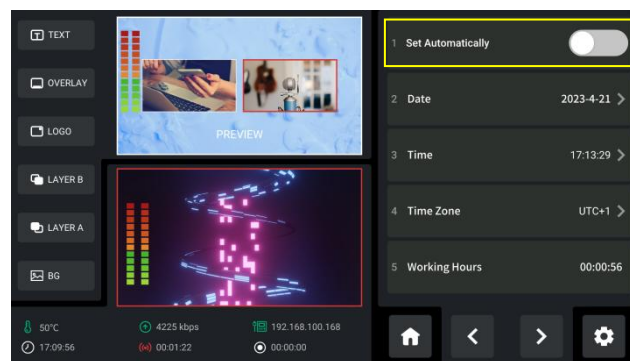 TEXT
OVERLAY
LOGO
LAYER B
LAYER A
BG
PREVIEW
50°C
4225 kbps
192.168.100.168
17:09:56
00:01:22
00:00:00
1 Set Automatically
2 Date 2023-4-21
3 Time 17:13:29
4 Time Zone UTC+1
5 Working Hours 00:00:56